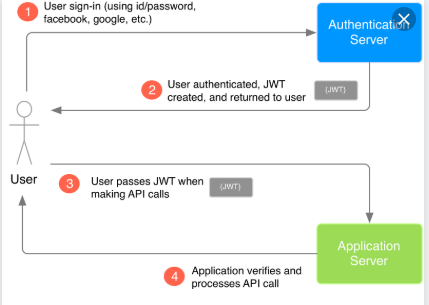 1
User sign-in (using id/password,
facebook, google, etc.)
Authentication
Server
2
User authenticated, JWT
created, and returned to user
{JWT}
User
3
User passes JWT when
making API calls
{JWT}
Application
Server
4
Application verifies and
processes API call